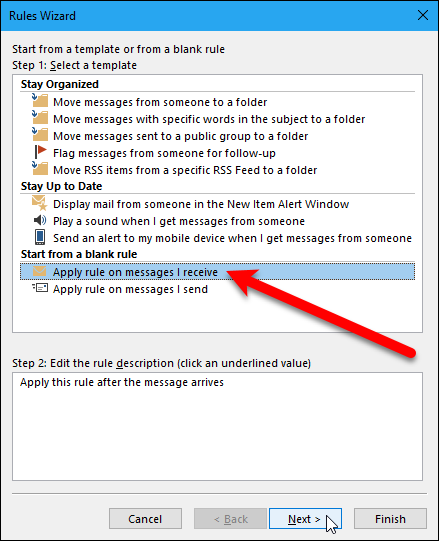 Rules Wizard
Start from a template or from a blank rule
Step 1: Select a template
Stay Organized
Move messages from someone to a folder
Move messages with specific words in the subject to a folder
Move messages sent to a public group to a folder
Flag messages from someone for follow-up
Move RSS items from a specific RSS Feed to a folder
Stay Up to Date
Display mail from someone in the New Item Alert Window
Play a sound when I get messages from someone
Send an alert to my mobile device when I get messages from someone
Start from a blank rule
Apply rule on messages I receive
Apply rule on messages I send
Step 2: Edit the rule description (click an underlined value)
Apply this rule after the message arrives
Cancel < Back Next > Finish